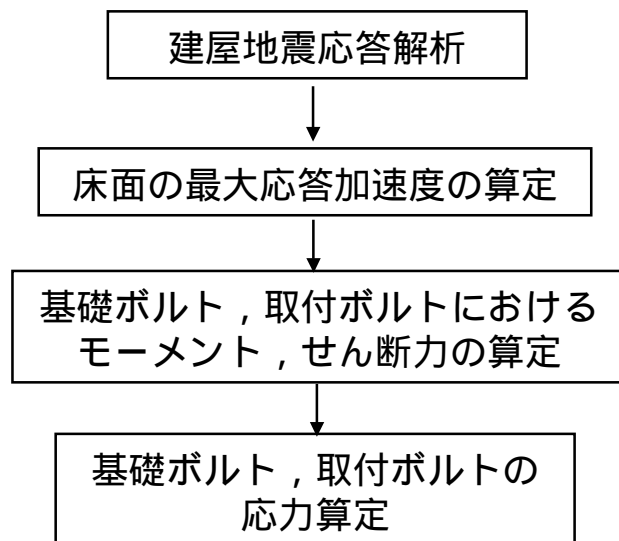 建屋地震応答解析
床面の最大応答加速度の算定
基礎ボルト，取付ボルトにおける
モーメント，せん断力の算定
基礎ボルト，取付ボルトの
応力算定